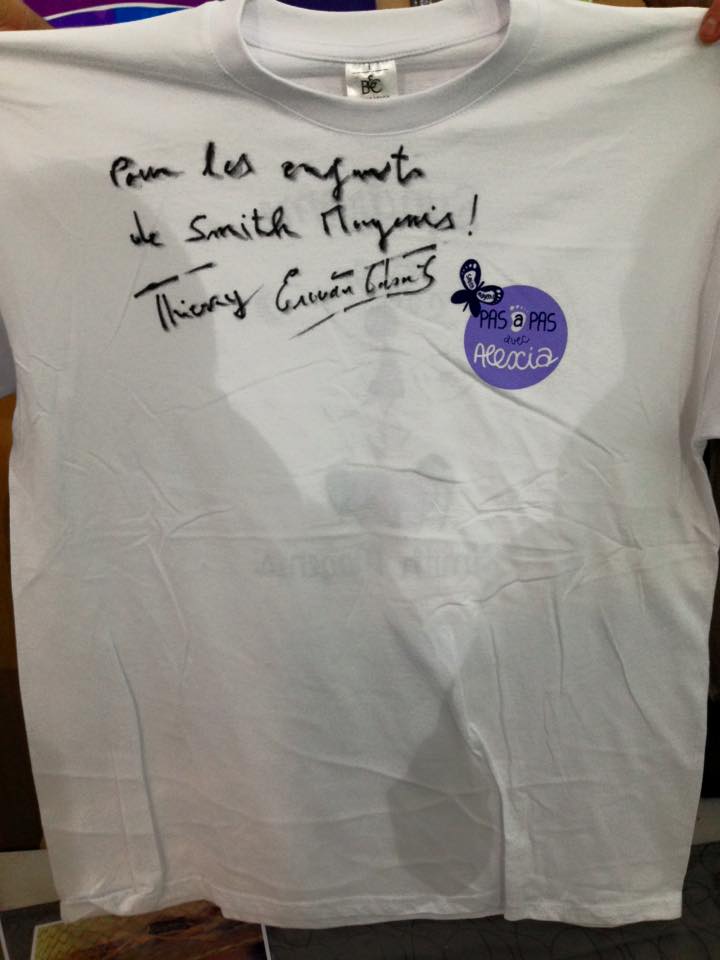 B&C
Pour les enfants
de Smith Magenis !
Thierry
PAS à PAS
avec
Alexia